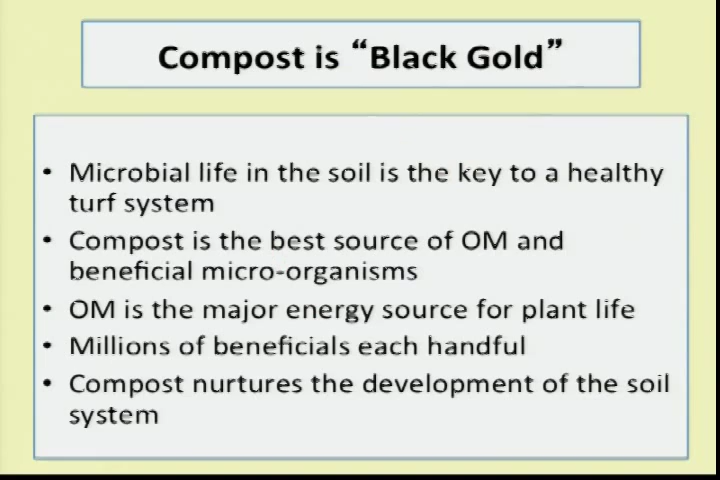 Compost is “Black Gold”
• Microbial life in the soil is the key to a healthy
turf system
• Compost is the best source of OM and
beneficial micro-organisms
• OM is the major energy source for plant life
• Millions of beneficials each handful
• Compost nurtures the development of the soil
system